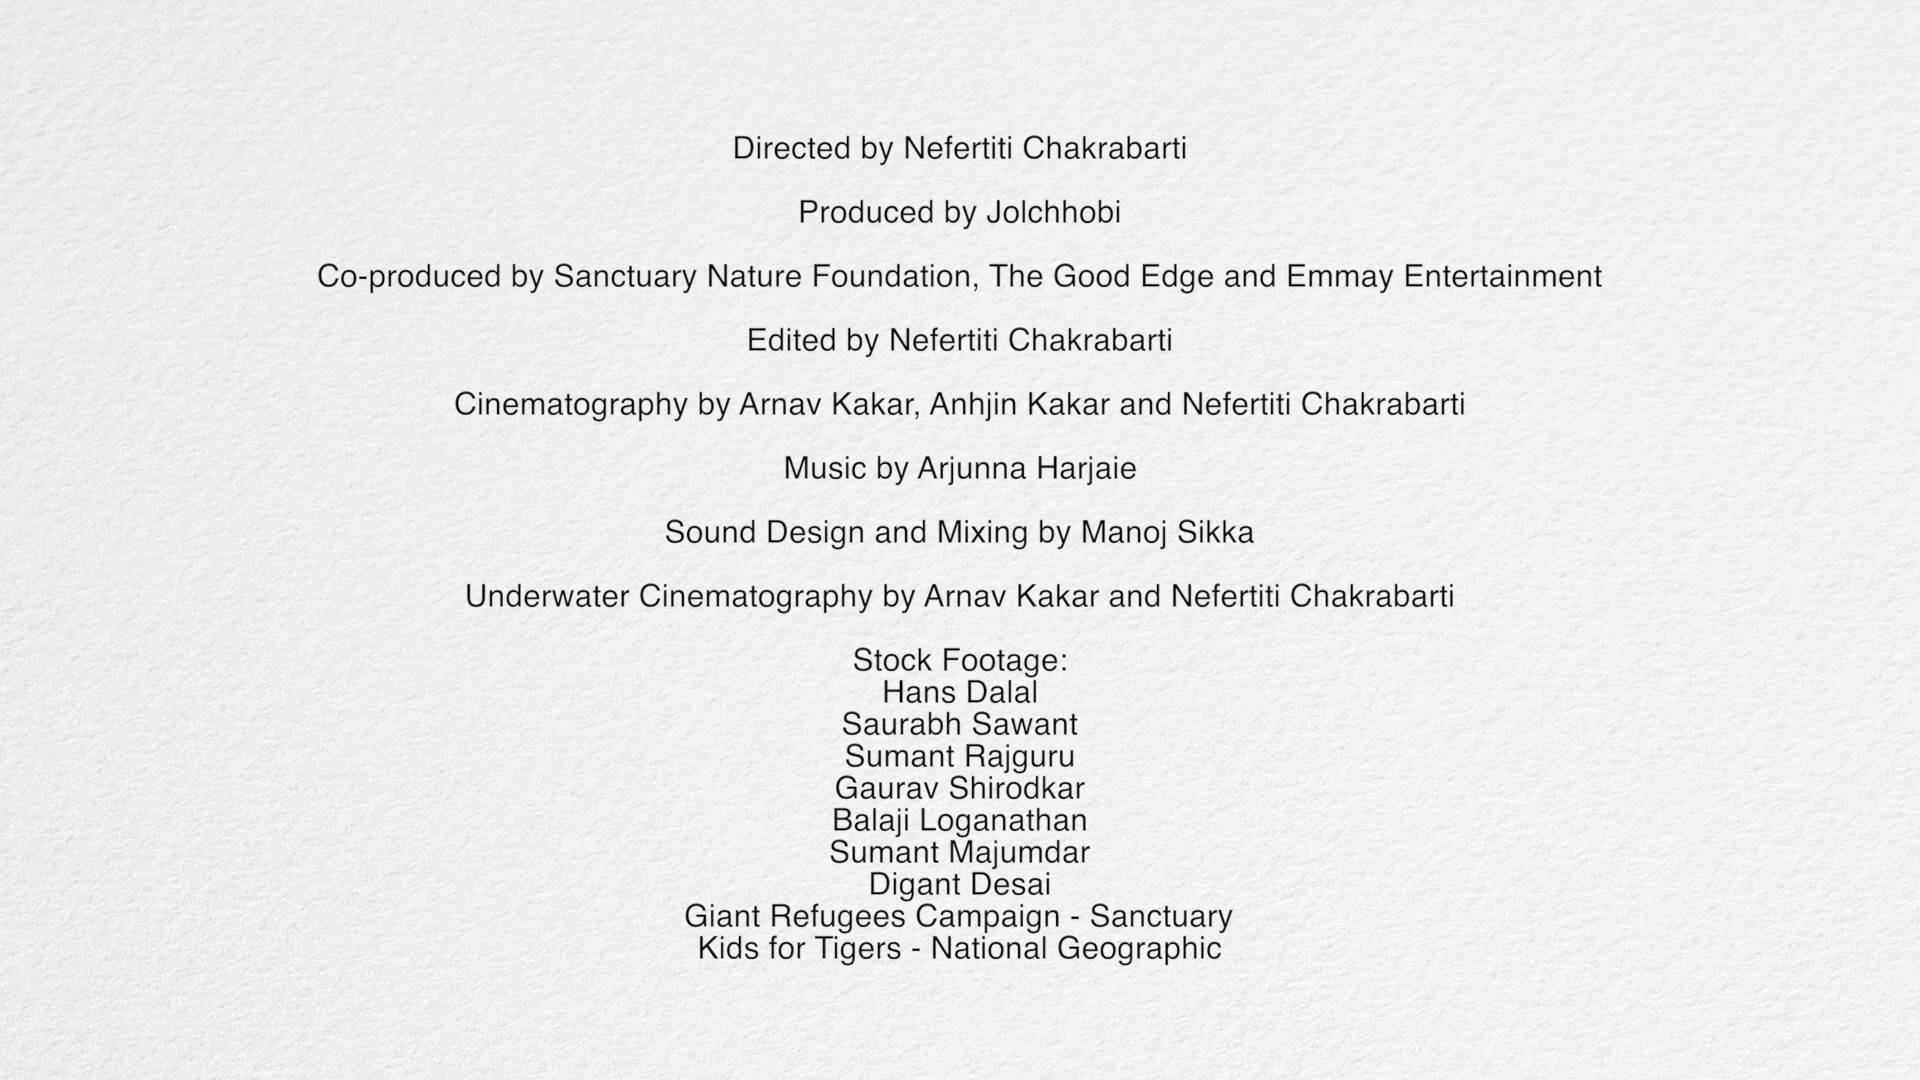 Directed by Nefertiti Chakrabarti
Produced by Jolchhobi
Co-produced by Sanctuary Nature Foundation, The Good Edge and Emmay Entertainment
Edited by Nefertiti Chakrabarti
Cinematography by Arnav Kakar, Anhjin Kakar and Nefertiti Chakrabarti
Music by Arjunna Harjaie
Sound Design and Mixing by Manoj Sikka
Underwater Cinematography by Arnav Kakar and Nefertiti Chakrabarti
Stock Footage:
Hans Dalal
Saurabh Sawant
Sumant Rajguru
Gaurav Shirodkar
Balaji Loganathan
Sumant Majumdar
Digant Desai
Giant Refugees Campaign - Sanctuary
Kids for Tigers - National Geographic